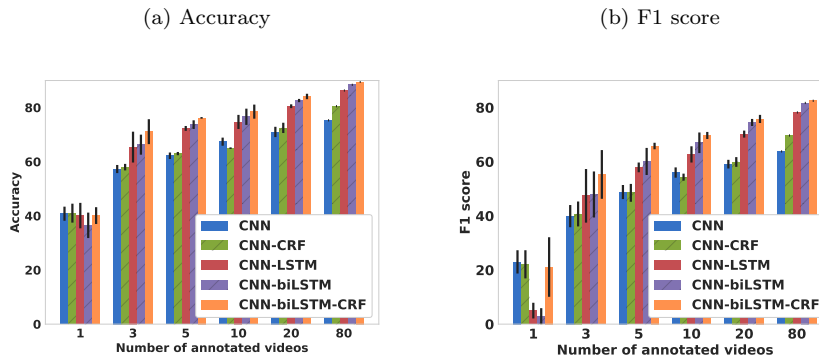 (a) Accuracy
(b) F1 score
Accuracy
80
60
40
20
0
1 3 5 10 20 80
Number of annotated videos
CNN
CNN-CRF
CNN-LSTM
CNN-biLSTM
CNN-biLSTM-CRF
F1 score
80
60
40
20
0
1 3 5 10 20 80
Number of annotated videos
CNN
CNN-CRF
CNN-LSTM
CNN-biLSTM
CNN-biLSTM-CRF